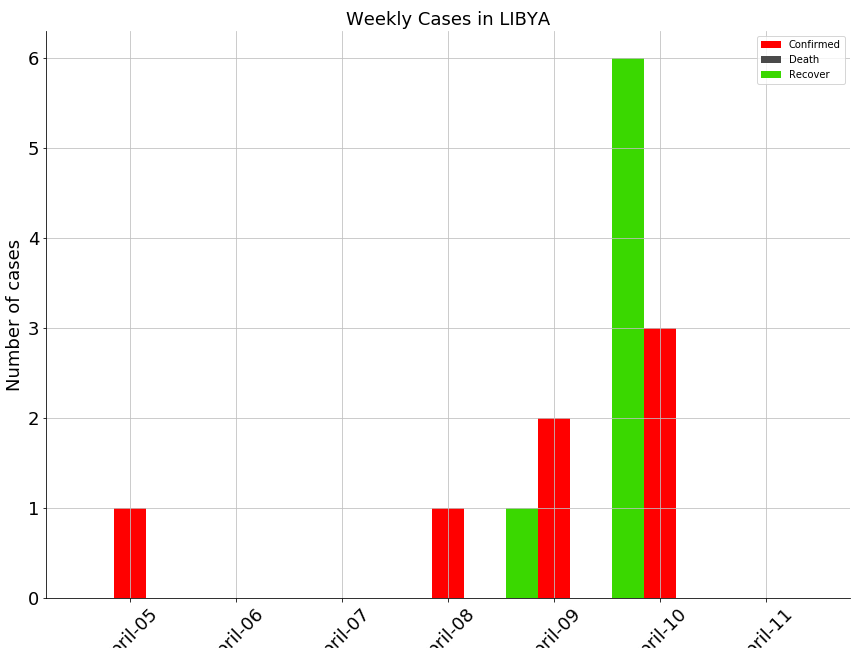 Weekly Cases in LIBYA
Confirmed
Death
Recover
Number of cases
6
5
4
3
2
1
0
pril-05
pril-06
pril-07
pril-08
pril-09
pril-10
pril-11